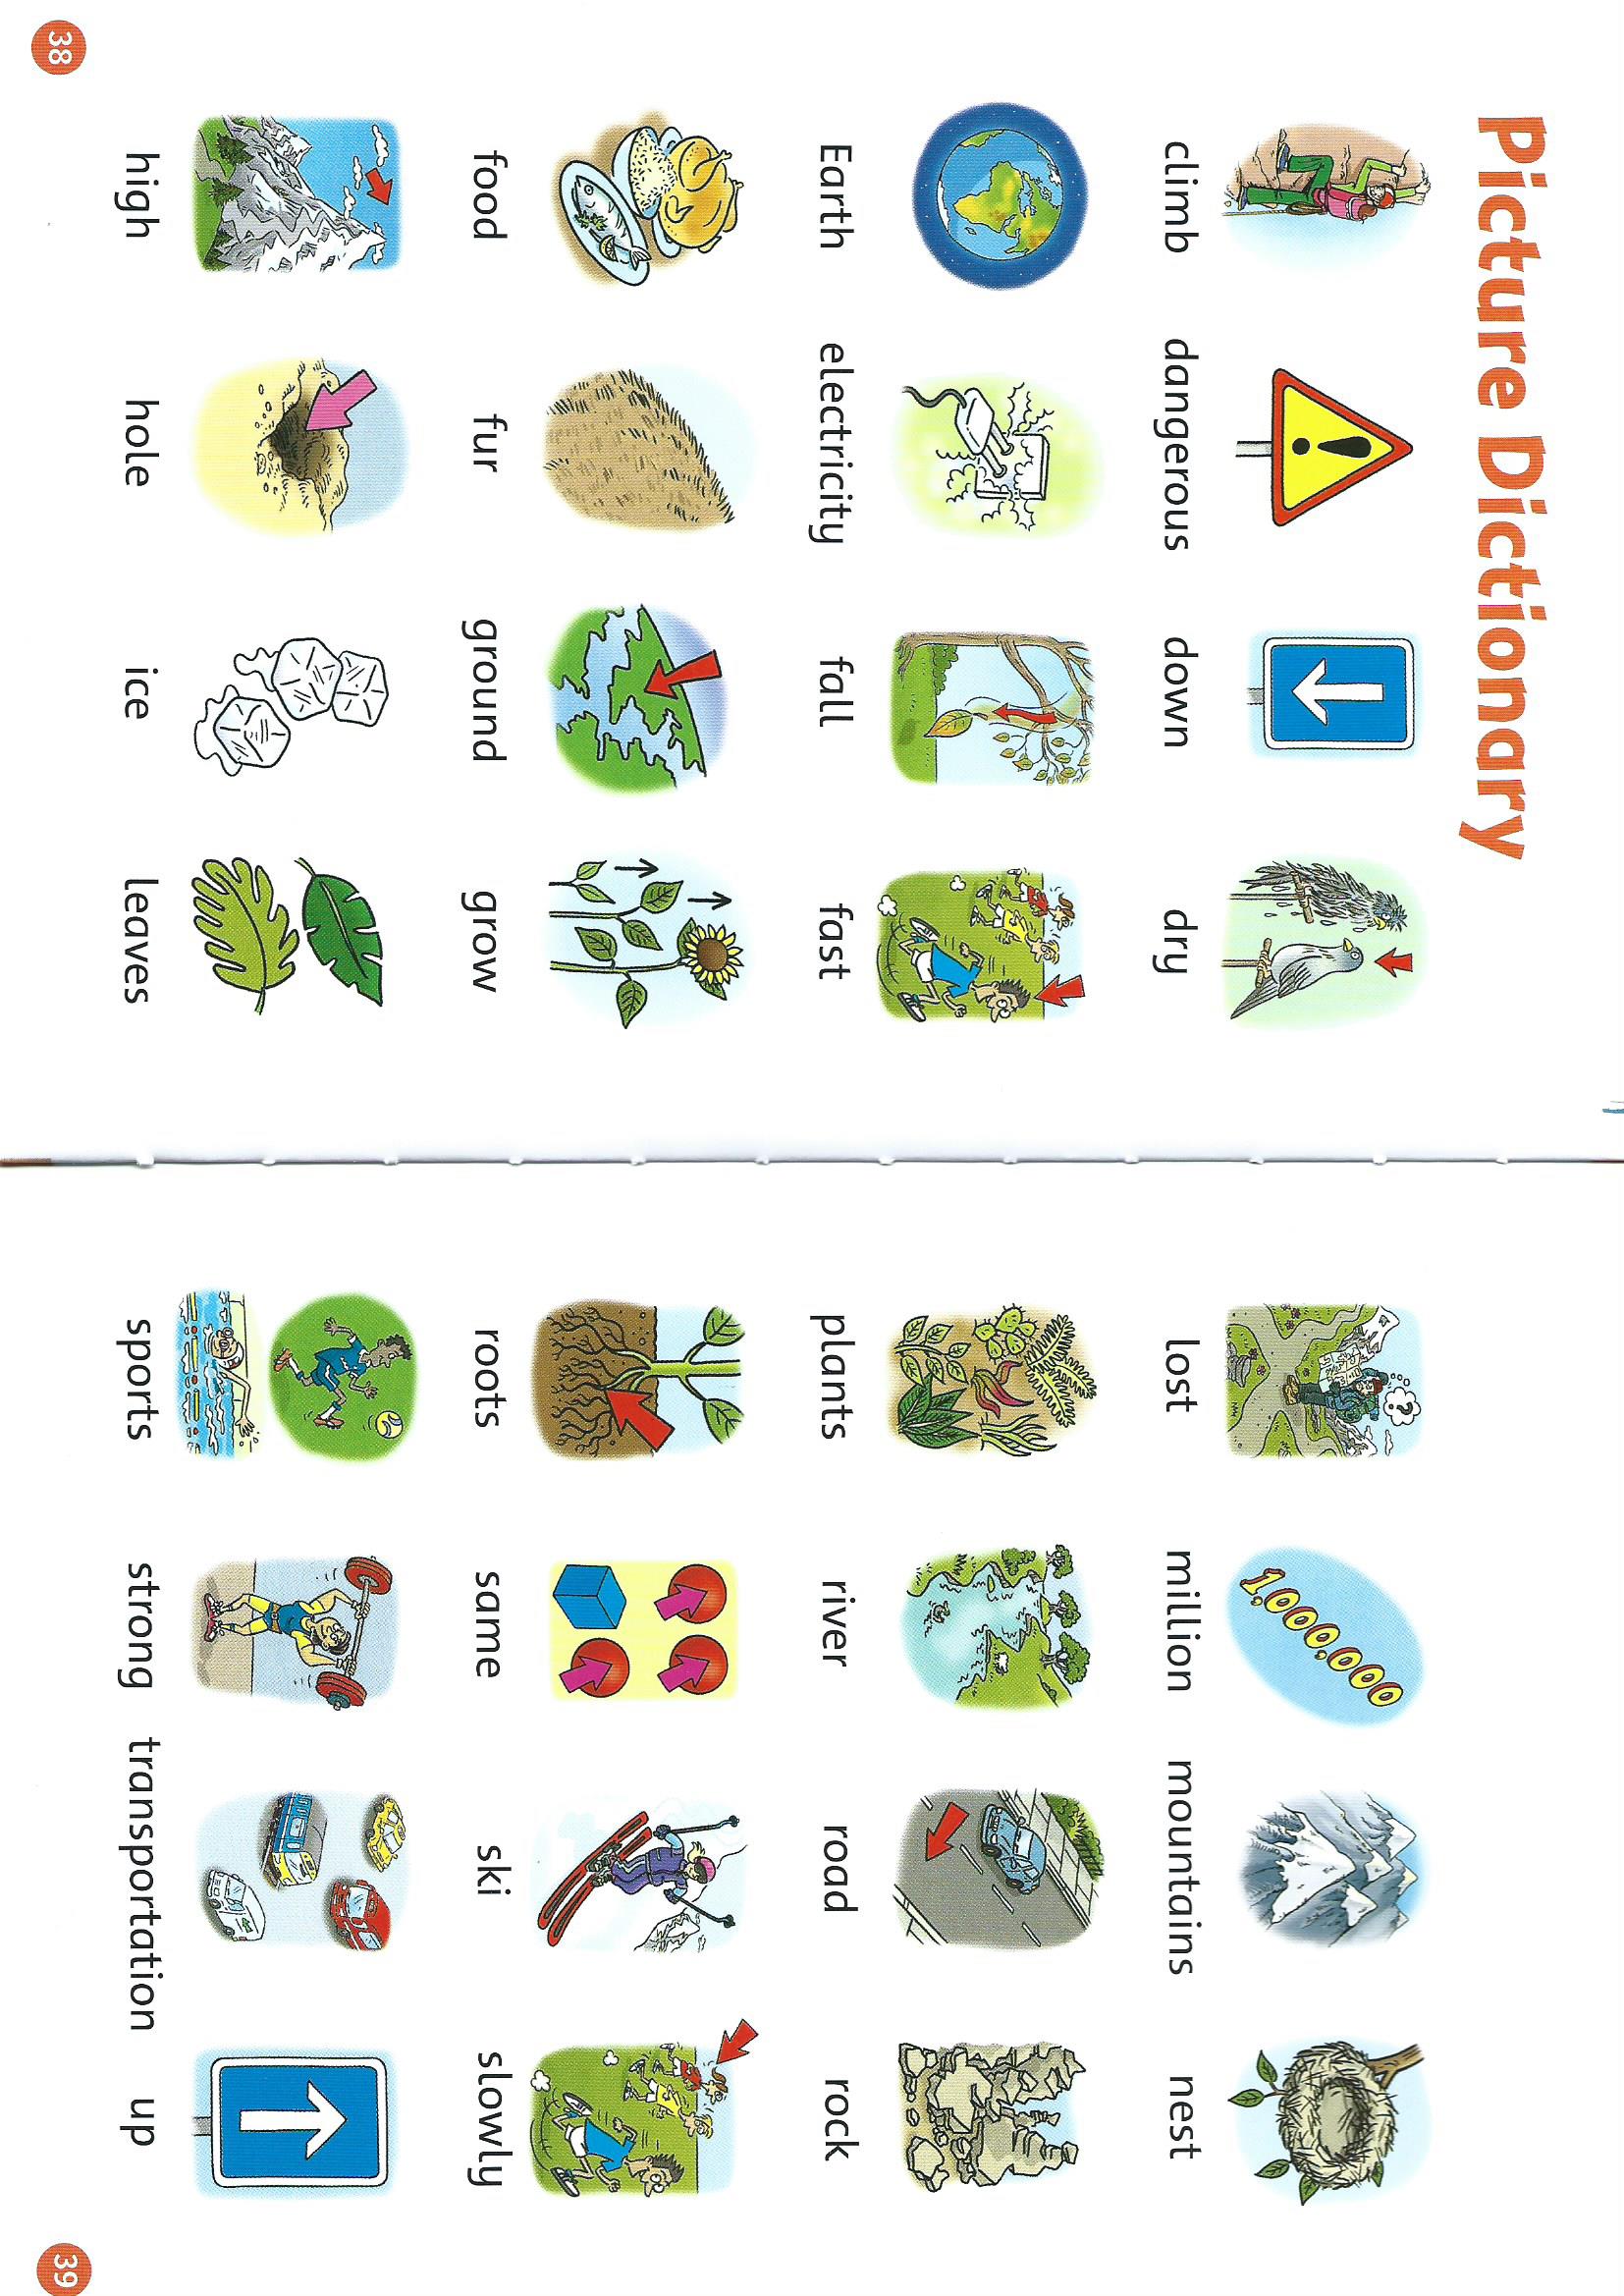 Picture Dictionary
climb dangerous down dry
Earth electricity fall fast
food fur ground grow
high hole ice leaves
38
lost million mountains nest
?
1,000,000
plants river road rock
roots same ski slowly
sports strong transportation up
39